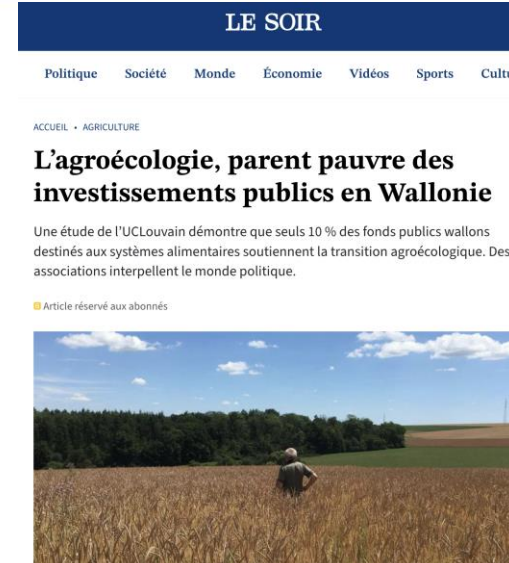 LE SOIR
Politique Société Monde Économie Vidéos Sports Cultu
ACCUEIL • AGRICULTURE
L’agroécologie, parent pauvre des
investissements publics en Wallonie
Une étude de l’UCLouvain démontre que seuls 10 % des fonds publics wallons
destinés aux systèmes alimentaires soutiennent la transition agroécologique. Des
associations interpellent le monde politique.
Article réservé aux abonnés